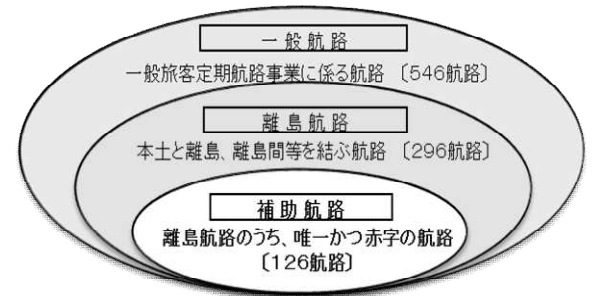 一般航路
一般旅客定期航路事業に係る航路 〔546航路〕
離島航路
本土と離島、離島間等を結ぶ航路 〔296航路〕
補助航路
離島航路のうち、唯一かつ赤字の航路
〔126航路〕